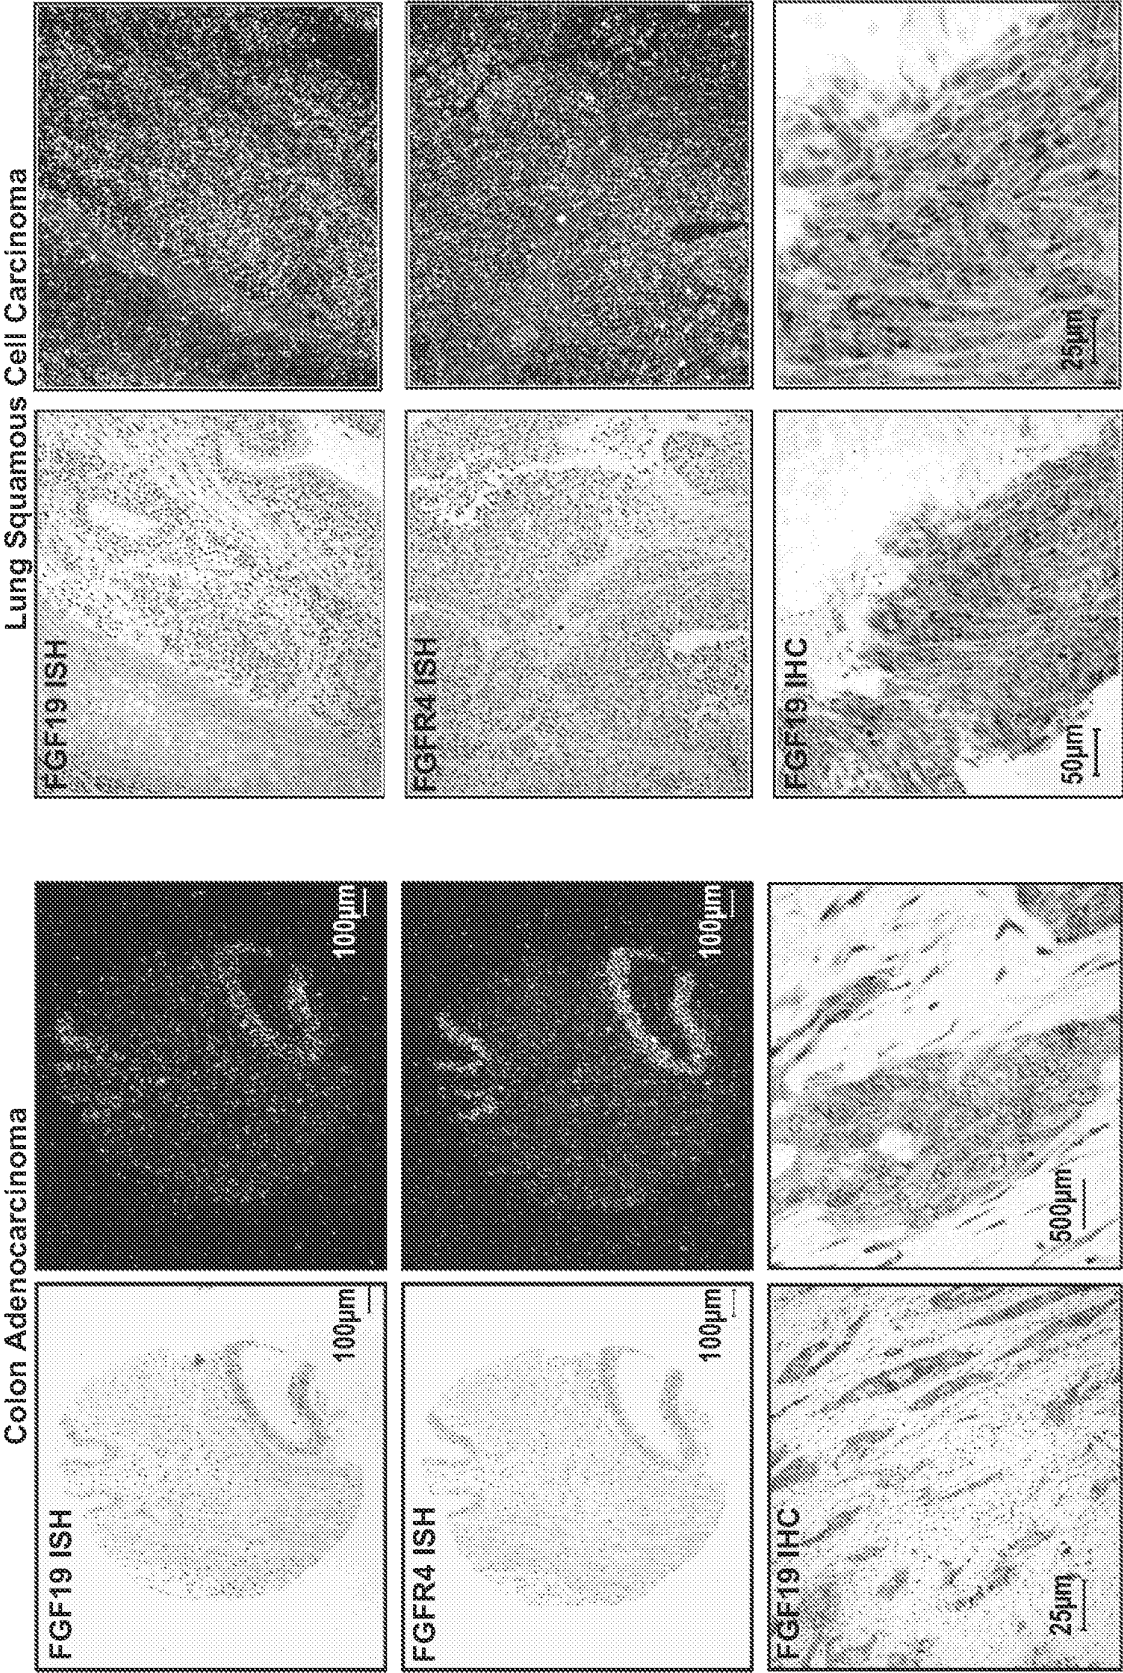 Colon Adenocarcinoma
Lung Squamous Cell Carcinoma
FGF19 ISH
100µm
100µm
FGF19 ISH
FGFR4 ISH
100µm
100µm
FGFR4 ISH
FGF19 IHC
25µm
500µm
FGF19 IHC
50µm
25µm